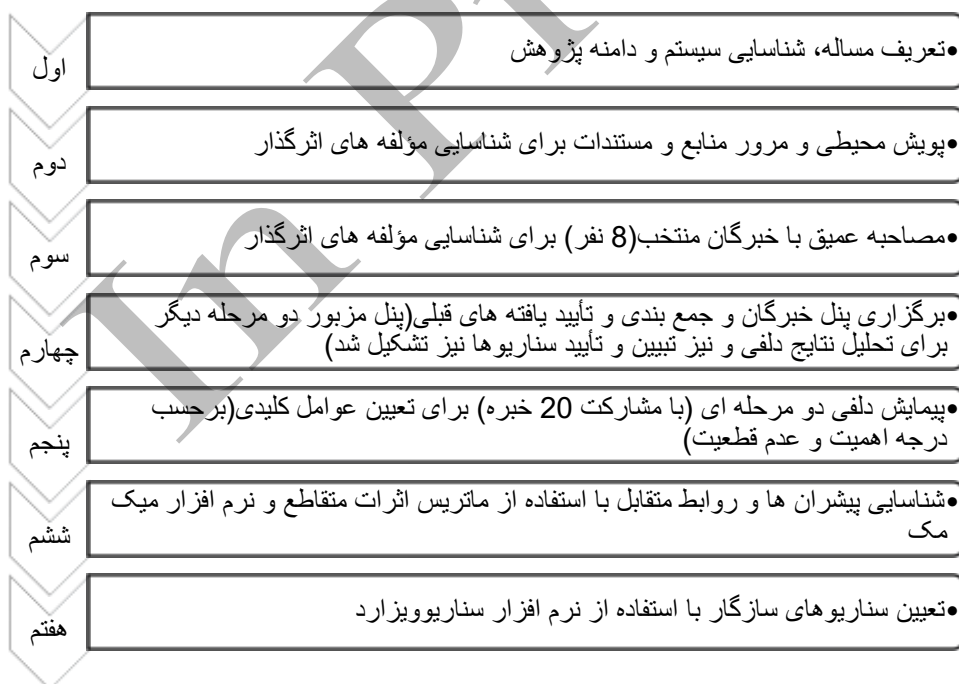 اول
•تعریف مساله، شناسایی سیستم و دامنه پژوهش
دوم
•پویش محیطی و مرور منابع و مستندات برای شناسایی مؤلفه های اثرگذار
سوم
•مصاحبه عمیق با خبرگان منتخب(8 نفر) برای شناسایی مؤلفه های اثرگذار
چهارم
•برگزاری پنل خبرگان و جمع بندی و تأیید یافته های قبلی(پنل مزبور دو مرحله دیگر
برای تحلیل نتایج دلفی و نیز تبیین و تأیید سناریوها نیز تشکیل شد)
پنجم
•پیمایش دلفی دو مرحله ای (با مشارکت 20 خبره) برای تعیین عوامل کلیدی(برحسب
درجه اهمیت و عدم قطعیت)
ششم
•شناسایی پیشران ها و روابط متقابل با استفاده از ماتریس اثرات متقاطع و نرم افزار میک
مک
هفتم
•تعیین سناریوهای سازگار با استفاده از نرم افزار سناریوویزارد
In P